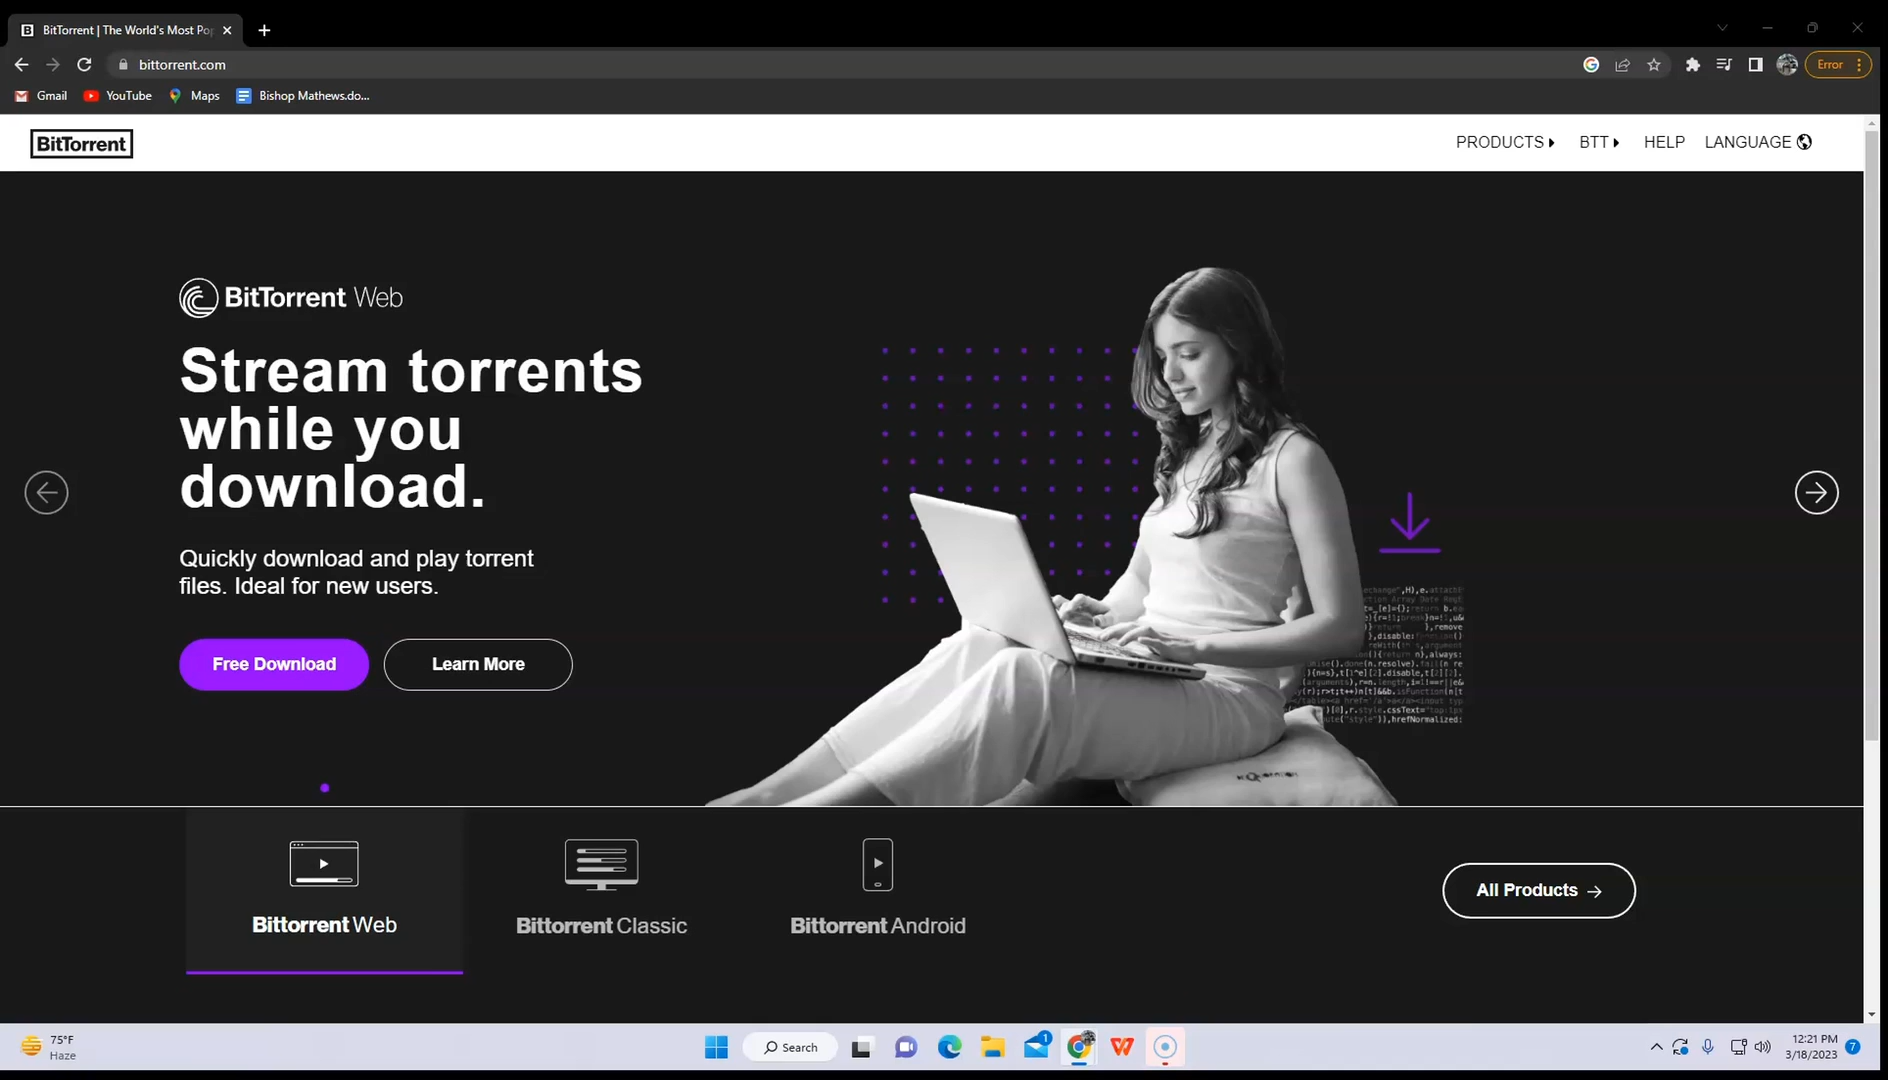 BitTorrent | The World's Most Po
bittorrent.com
Error
Gmail
YouTube
Maps
Bishop Mathews.do...
BitTorrent
PRODUCTS
BTT
HELP
LANGUAGE
BitTorrent Web
Stream torrents
while you
download.
Quickly download and play torrent
files. Ideal for new users.
Free Download
Learn More
Bittorrent Web
Bittorrent Classic
Bittorrent Android
All Products
75°F
Haze
Search
1
12:21 PM
3/18/2023
7